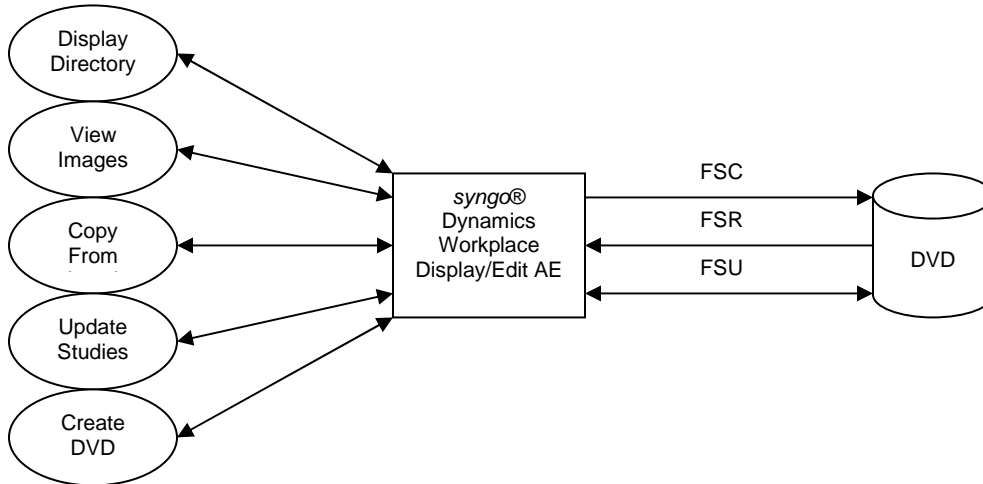 Display
Directory
View
Images
Copy
From
Update
Studies
Create
DVD
syngo®
Dynamics
Workplace
Display/Edit AE
FSC
FSR
FSU
DVD